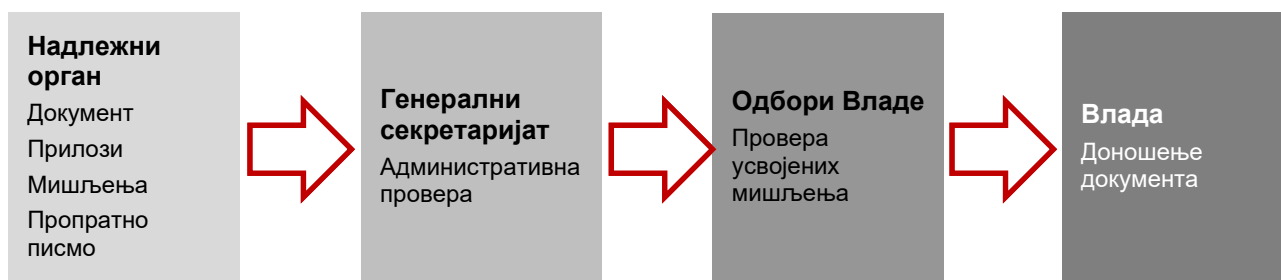 Надлежни
орган
Документ
Прилози
Мишљења
Пропратно
писмо
Генерални
секретаријат
Административна
провера
Одбори Владе
Провера
усвојених
мишљења
Влада
Доношење
документа